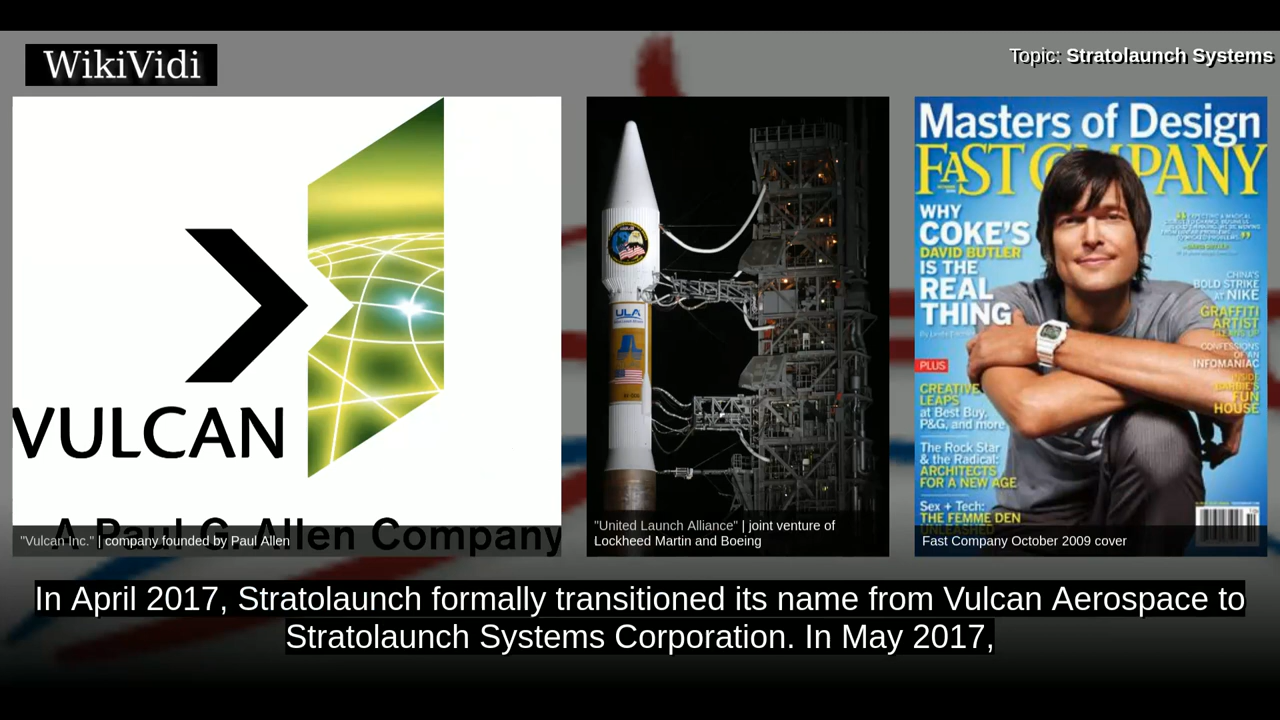 WikiVidi
Topic: Stratolaunch Systems
VULCAN
A Paul G. Allen Company
"Vulcan Inc." | company founded by Paul Allen
ULA
"United Launch Alliance" | joint venture of
Lockheed Martin and Boeing
Masters of Design
FAST COMPANY
WHY
COKE'S
DAVID BUTLER
IS THE
REAL
THING
PLUS
CREATIVE
LEAPS
at Best Buy,
P&G, and more
The Rock Star
& the Radical:
ARCHITECTS
FOR A NEW AGE
Sex + Tech:
THE FEMME DEN
UNLEASHED
CHINA'S
BOLD STRIKE
AT NIKE
GRAFFITI
ARTIST
CLEANS UP
CONFESSIONS
OF AN
INFOMANIAC
INSIDE
BARBIE'S
FUN
HOUSE
Fast Company October 2009 cover
In April 2017, Stratolaunch formally transitioned its name from Vulcan Aerospace to
Stratolaunch Systems Corporation. In May 2017,